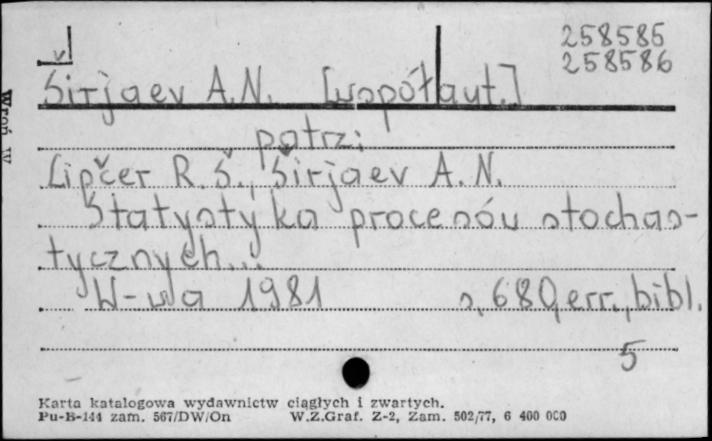 258585
258586
Širjaev A.N. [współaut.]
patrz:
Lipčer R.Š., Širjaev A.N.
Statystyka procesów stochas-
tycznych...
W-wa 1981 s. 680, err., bibl.
5
Karta katalogowa wydawnictw ciągłych i zwartych.
Pu-B-144 zam. 567/DW/On W.Z.Graf. Z-2, Zam. 502/77, 6 400 000